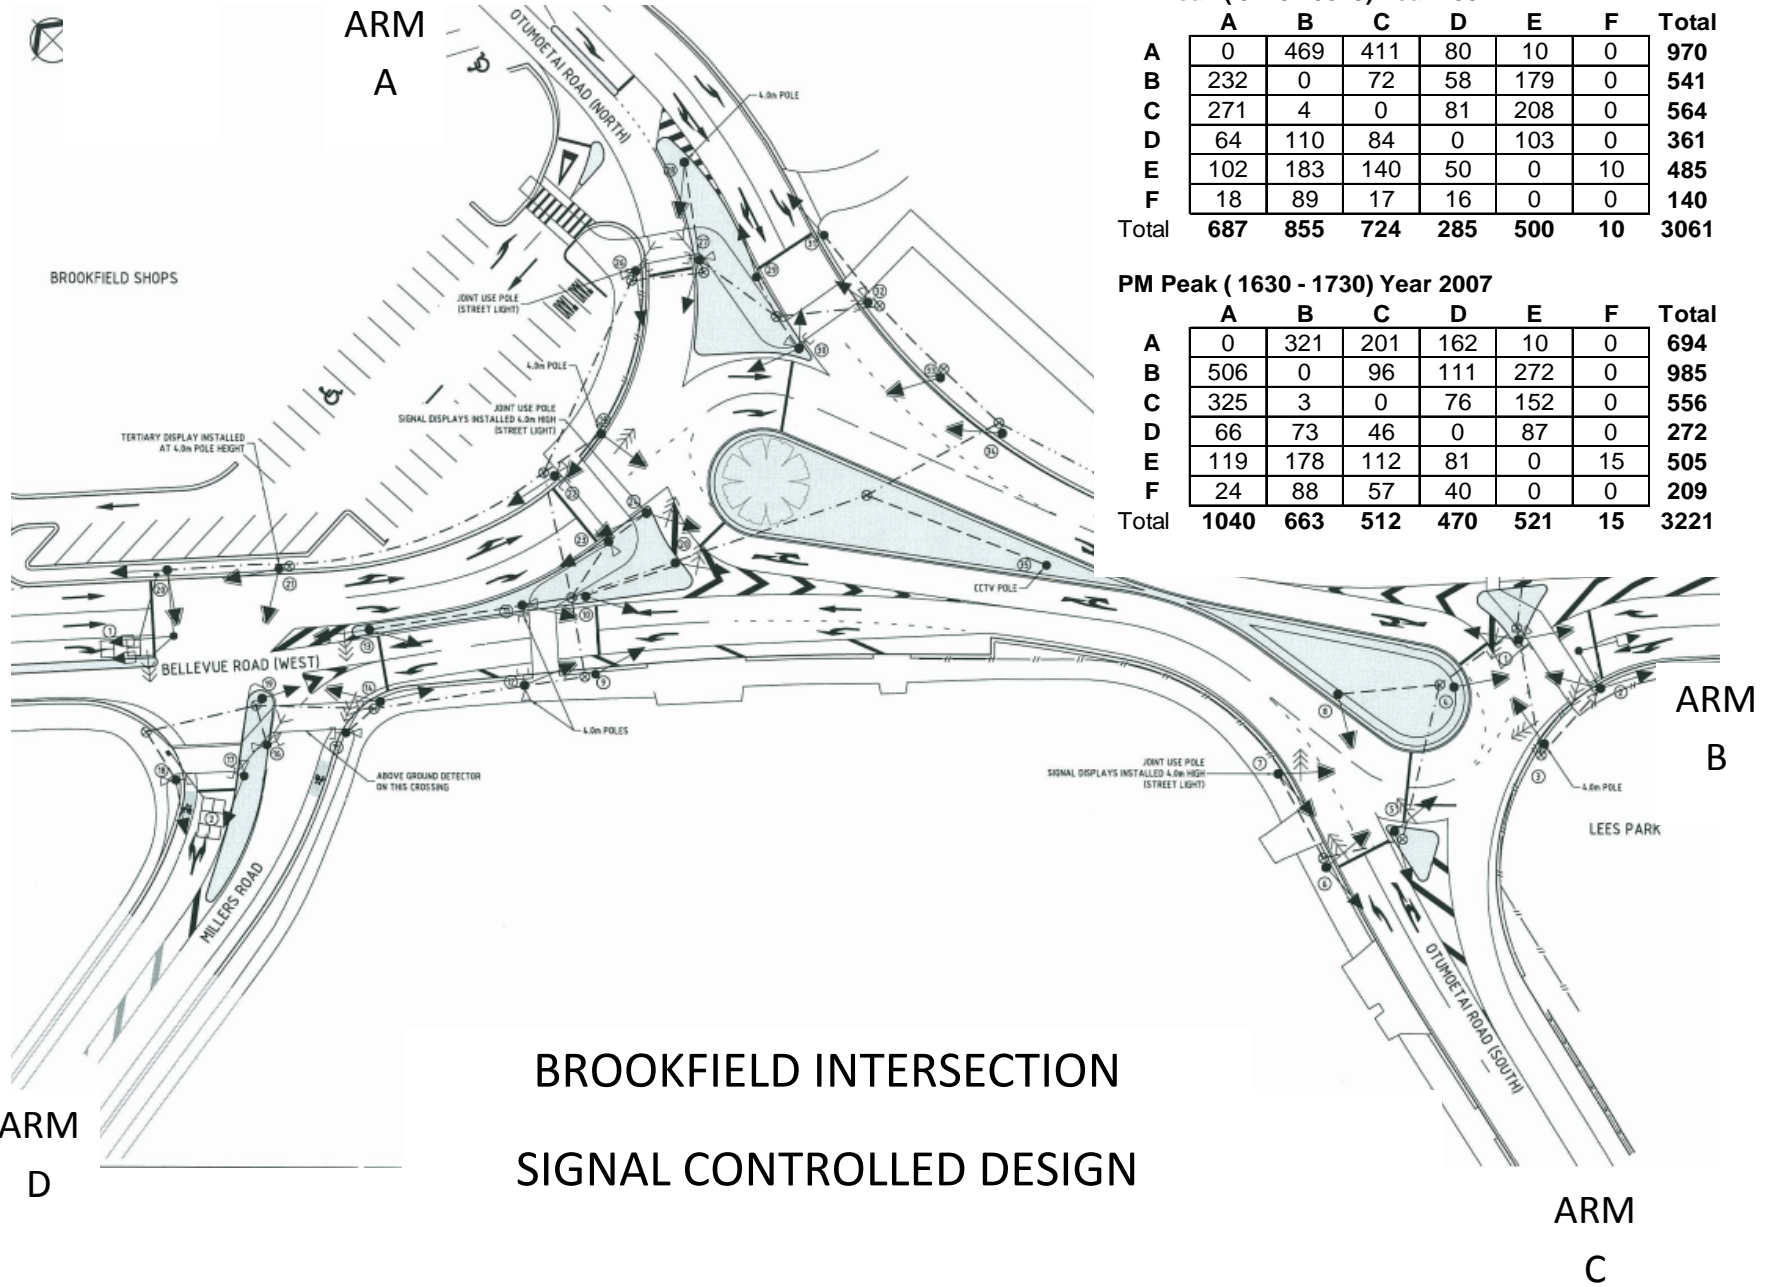 ARM
A
OTUMOETAI ROAD (NORTH)
4.0m POLE
BROOKFIELD SHOPS
JOINT USE POLE
(STREET LIGHT)
4.0m POLE
JOINT USE POLE
SIGNAL DISPLAYS INSTALLED 4.0m HIGH
(STREET LIGHT)
TERTIARY DISPLAY INSTALLED
AT 4.0m POLE HEIGHT
CCTV POLE
BELLEVUE ROAD (WEST)
4.0m POLES
ABOVE GROUND DETECTOR
ON THIS CROSSING
MILLERS ROAD
JOINT USE POLE
SIGNAL DISPLAYS INSTALLED 4.0m HIGH
(STREET LIGHT)
4.0m POLE
LEES PARK
OTUMOETAI ROAD (SOUTH)
ARM
B
ARM
C
ARM
D
BROOKFIELD INTERSECTION
SIGNAL CONTROLLED DESIGN
A B C D E F Total
A 0 469 411 80 10 0 970
B 232 0 72 58 179 0 541
C 271 4 0 81 208 0 564
D 64 110 84 0 103 0 361
E 102 183 140 50 0 10 485
F 18 89 17 16 0 0 140
Total 687 855 724 285 500 10 3061
PM Peak ( 1630 - 1730) Year 2007
A B C D E F Total
A 0 321 201 162 10 0 694
B 506 0 96 111 272 0 985
C 325 3 0 76 152 0 556
D 66 73 46 0 87 0 272
E 119 178 112 81 0 15 505
F 24 88 57 40 0 0 209
Total 1040 663 512 470 521 15 3221